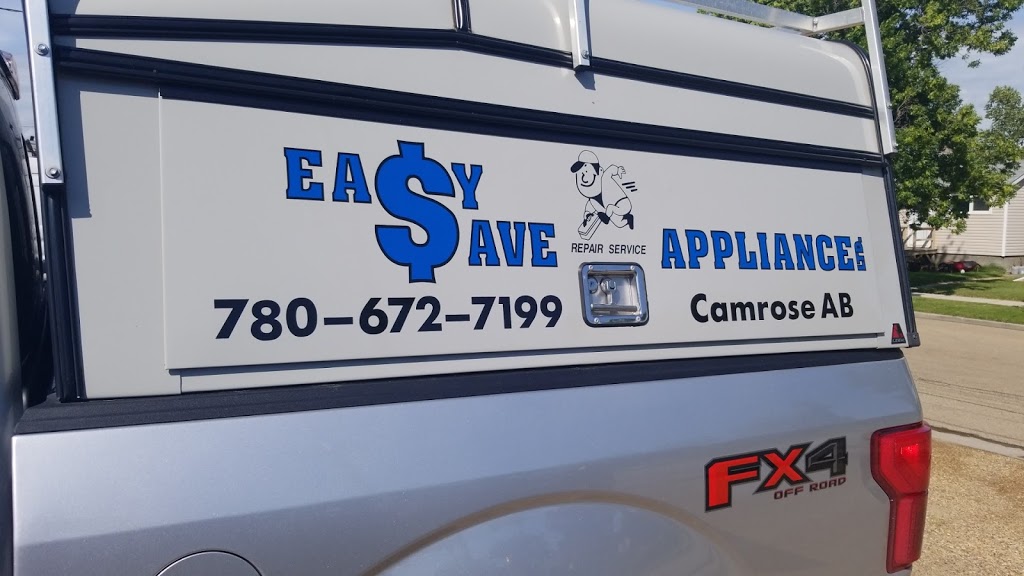 EA$Y
$AVE
REPAIR SERVICE
APPLIANCE
780-672-7199
Camrose AB
FX4
OFF ROAD